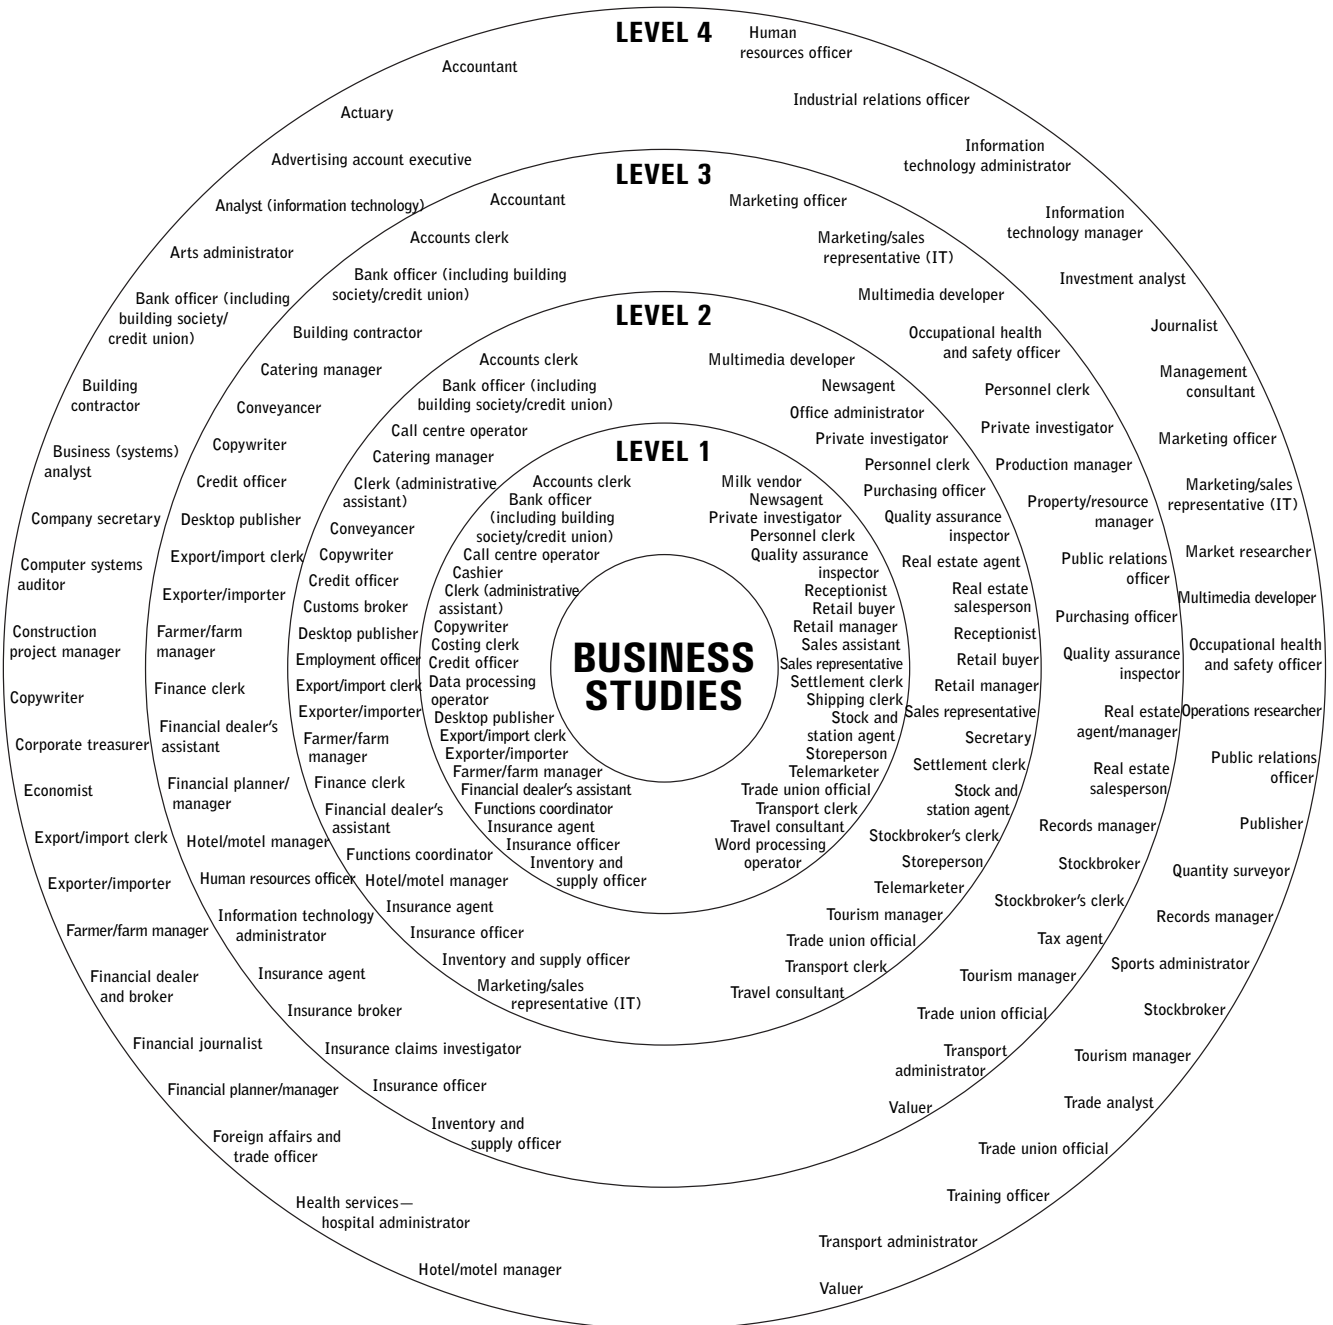 LEVEL 4
Accountant
Actuary
Advertising account executive
Analyst (information technology)
Arts administrator
Bank officer (including
building society/
credit union)
Building
contractor
Business (systems)
analyst
Company secretary
Computer systems
auditor
Construction
project manager
Copywriter
Corporate treasurer
Economist
Export/import clerk
Exporter/importer
Farmer/farm manager
Financial dealer
and broker
Financial journalist
Financial planner/manager
Foreign affairs and
trade officer
Health services—
hospital administrator
Hotel/motel manager
Human
resources officer
Industrial relations officer
Information
technology administrator
Information
technology manager
Investment analyst
Journalist
Management
consultant
Marketing officer
Marketing/sales
representative (IT)
Market researcher
Multimedia developer
Occupational health
and safety officer
Operations researcher
Public relations
officer
Publisher
Quantity surveyor
Records manager
Sports administrator
Stockbroker
Tourism manager
Trade analyst
Trade union official
Training officer
Transport administrator
Valuer
LEVEL 3
Accountant
Accounts clerk
Bank officer (including building
society/credit union)
Building contractor
Catering manager
Conveyancer
Copywriter
Credit officer
Desktop publisher
Export/import clerk
Exporter/importer
Farmer/farm
manager
Finance clerk
Financial dealer's
assistant
Financial planner/
manager
Hotel/motel manager
Human resources officer
Information technology
administrator
Insurance agent
Insurance broker
Insurance claims investigator
Insurance officer
Inventory and
supply officer
Marketing officer
Marketing/sales
representative (IT)
Multimedia developer
Occupational health
and safety officer
Personnel clerk
Private investigator
Production manager
Property/resource
manager
Public relations
officer
Purchasing officer
Quality assurance
inspector
Real estate
agent/manager
Real estate
salesperson
Records manager
Stockbroker
Stockbroker's clerk
Tax agent
Tourism manager
Trade union official
Transport
administrator
Valuer
LEVEL 2
Accounts clerk
Bank officer (including
building society/credit union)
Call centre operator
Catering manager
Clerk (administrative
assistant)
Conveyancer
Copywriter
Credit officer
Customs broker
Desktop publisher
Employment officer
Export/import clerk
Exporter/importer
Farmer/farm
manager
Finance clerk
Financial dealer's
assistant
Functions coordinator
Hotel/motel manager
Insurance agent
Insurance officer
Inventory and supply officer
Marketing/sales
representative (IT)
Multimedia developer
Newsagent
Office administrator
Private investigator
Personnel clerk
Purchasing officer
Quality assurance
inspector
Real estate agent
Real estate
salesperson
Receptionist
Retail buyer
Retail manager
Sales representative
Secretary
Settlement clerk
Stock and
station agent
Stockbroker's clerk
Storeperson
Telemarketer
Tourism manager
Trade union official
Transport clerk
Travel consultant
LEVEL 1
Accounts clerk
Bank officer
(including building
society/credit union)
Call centre operator
Cashier
Clerk (administrative
assistant)
Copywriter
Costing clerk
Credit officer
Data processing
operator
Desktop publisher
Export/import clerk
Exporter/importer
Farmer/farm manager
Financial dealer's assistant
Functions coordinator
Insurance agent
Insurance officer
Inventory and
supply officer
Milk vendor
Newsagent
Private investigator
Personnel clerk
Quality assurance
inspector
Receptionist
Retail buyer
Retail manager
Sales assistant
Sales representative
Settlement clerk
Shipping clerk
Stock and
station agent
Storeperson
Telemarketer
Trade union official
Transport clerk
Travel consultant
Word processing
operator
BUSINESS
STUDIES